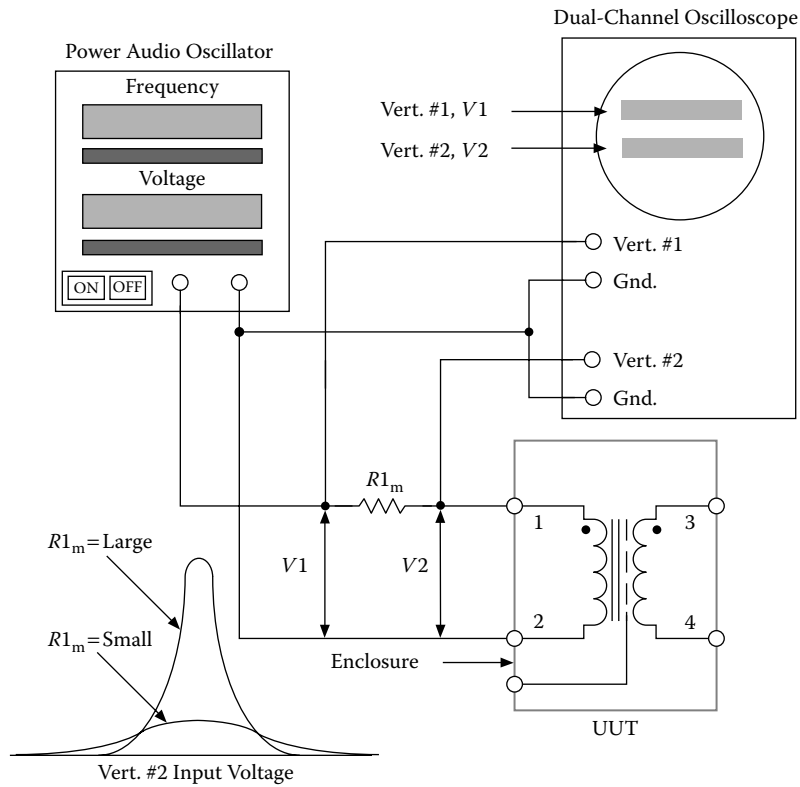 Dual-Channel Oscilloscope
Power Audio Oscillator
Frequency
Voltage
ON
OFF
Vert. #1, V1
Vert. #2, V2
Vert. #1
Gnd.
Vert. #2
Gnd.
R1m
V1
V2
1
2
3
4
Enclosure
UUT
R1m=Large
R1m=Small
Vert. #2 Input Voltage